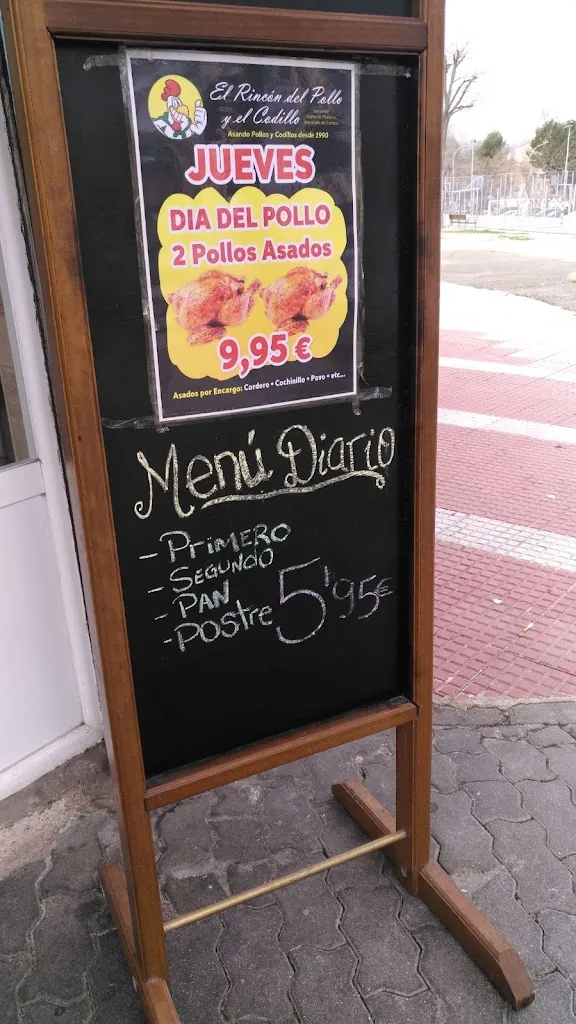 El Rincón del Pollo
y el Codillo
Asando Pollos y Codillos desde 1990
JUEVES
DIA DEL POLLO
2 Pollos Asados
9,95 €
Asados por Encargo: Cordero • Cochinillo • Pavo • etc...
Menú Diario
- PriMERO
- SEGUNDO
- PAN
- POStre 5'95€